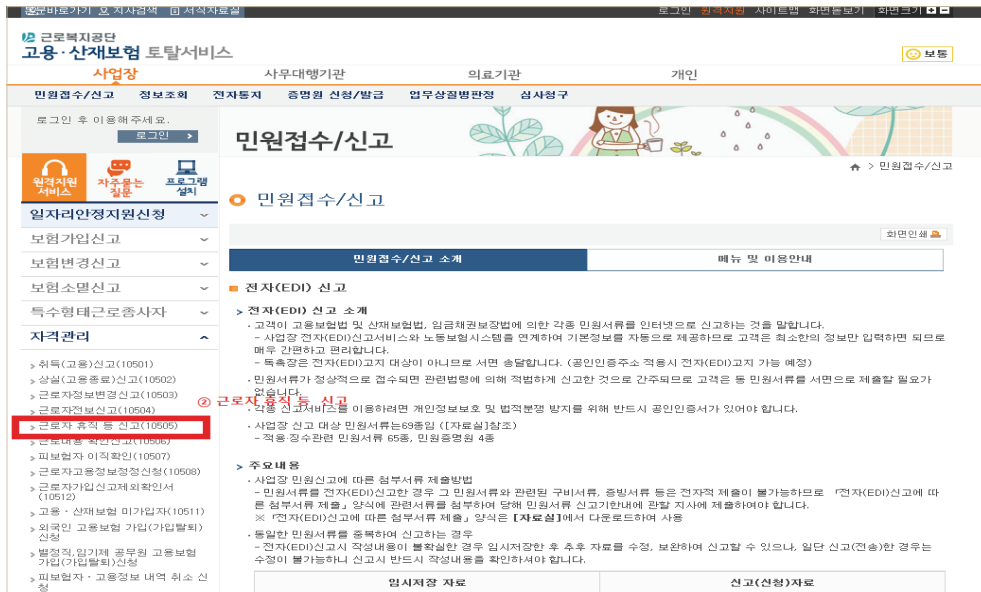 바로가기 지사검색 서식자료실
로그인 원격지원 사이트맵 화면돋보기 화면크기
근로복지공단
고용·산재보험 토탈서비스
보통
사업장 사무대행기관 의료기관 개인
민원접수/신고 정보조회 전자통지 증명원 신청/발급 업무상질병판정 심사청구
로그인 후 이용해주세요.
로그인 >
민원접수/신고
> 민원접수/신고
원격지원 서비스
자주묻는 질문
프로그램 설치
일자리안정지원신청
보험가입신고
보험변경신고
보험소멸신고
특수형태근로종사자
자격관리
> 취득(고용)신고(10501)
> 상실(고용종료)신고(10502)
> 근로자정보변경신고(10503)
> 근로자전보신고(10504)
> 근로자 휴직 등 신고(10505)
> 근로내용 확인신고(10506)
> 피보험자 이직확인(10507)
> 근로자고용정보정정신청(10508)
> 근로자가입신고제외확인서
(10512)
> 고용·산재보험 미가입자(10511)
> 외국인 고용보험 가입(가입탈퇴)
신청
> 별정직,임기제 공무원 고용보험
가입(가입탈퇴)신청
> 피보험자·고용정보 내역 취소 신
청
② 근로자 휴직 등 신고
민원접수/신고
화면인쇄
민원접수/신고 소개 메뉴 및 이용안내
전자(EDI) 신고
> 전자(EDI) 신고 소개
· 고객이 고용보험법 및 산재보험법, 임금채권보장법에 의한 각종 민원서류를 인터넷으로 신고하는 것을 말합니다.
- 사업장 전자(EDI)신고서비스와 노동보험시스템을 연계하여 기본정보를 자동으로 제공하므로 고객은 최소한의 정보만 입력하면 되므로
매우 간편하고 편리합니다.
- 독촉장은 전자(EDI)고지 대상이 아니므로 서면 송달합니다. (공인인증주소 적용시 전자(EDI)고지 가능 예정)
· 민원서류가 정상적으로 접수되면 관련법령에 의해 적법하게 신고한 것으로 간주되므로 고객은 동 민원서류를 서면으로 제출할 필요가
없습니다.
· 각종 신고서비스를 이용하려면 개인정보보호 및 법적분쟁 방지를 위해 반드시 공인인증서가 있어야 합니다.
· 사업장 신고 대상 민원서류는69종임 ([자료실]참조)
- 적용·징수관련 민원서류 65종, 민원증명원 4종
> 주요내용
· 사업장 민원신고에 따른 첨부서류 제출방법
- 민원서류를 전자(EDI)신고한 경우 그 민원서류와 관련된 구비서류, 증빙서류 등은 전자적 제출이 불가능하므로 「전자(EDI)신고에 따
른 첨부서류 제출」 양식에 관련서류를 첨부하여 당해 민원서류 신고기한내에 관할 지사에 제출하여야 합니다.
※ 「전자(EDI)신고에 따른 첨부서류 제출」 양식은 [자료실]에서 다운로드하여 사용
· 동일한 민원서류를 중복하여 신고하는 경우
- 전자(EDI)신고시 작성내용이 불확실한 경우 임시저장한 후 추후 자료를 수정, 보완하여 신고할 수 있으나, 일단 신고(전송)한 경우는
수정이 불가능하니 신고시 반드시 작성내용을 확인하셔야 합니다.
임시저장 자료 신고(신청)자료